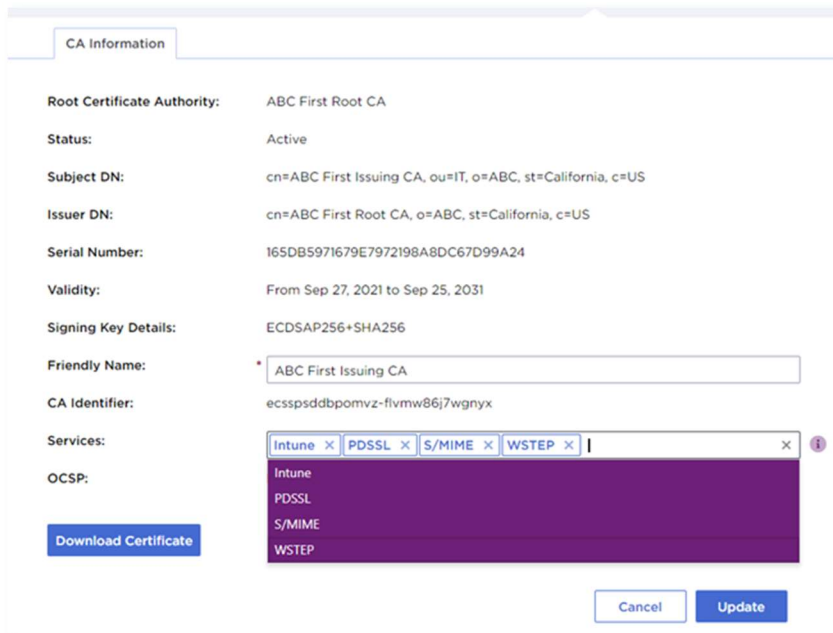 CA Information
Root Certificate Authority: ABC First Root CA
Status: Active
Subject DN: cn=ABC First Issuing CA, ou=IT, o=ABC, st=California, c=US
Issuer DN: cn=ABC First Root CA, o=ABC, st=California, c=US
Serial Number: 165DB5971679E7972198A8DC67D99A24
Validity: From Sep 27, 2021 to Sep 25, 2031
Signing Key Details: ECDSAP256+SHA256
Friendly Name: * ABC First Issuing CA
CA Identifier: ecsspsddbpomvz-flvmw86j7wgnyx
Services: Intune × PDSSL × S/MIME × WSTEP × × i
OCSP: Intune
PDSSL
S/MIME
Download Certificate WSTEP
Cancel Update